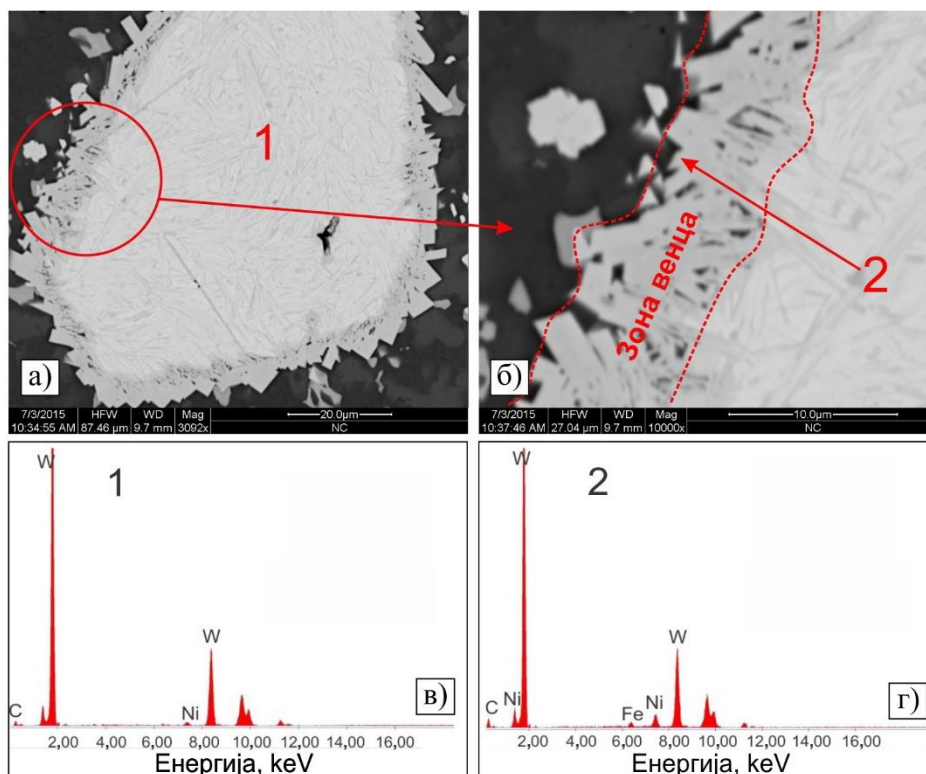 1
а)
7/3/2015 HFW WD Mag 20.0µm
10:34:55 AM 87.46 µm 9.7 mm 3092x NC
Зона венца
2
б)
7/3/2015 HFW WD Mag 10.0µm
10:37:46 AM 27.04 µm 9.7 mm 10000x NC
W
1
W
C
Ni
в)
2,00 4,00 6,00 8,00 10,00 12,00 14,00 16,00
Енергија, keV
W
2
W
C Ni
Fe Ni
г)
2,00 4,00 6,00 8,00 10,00 12,00 14,00 16,00
Енергија, keV